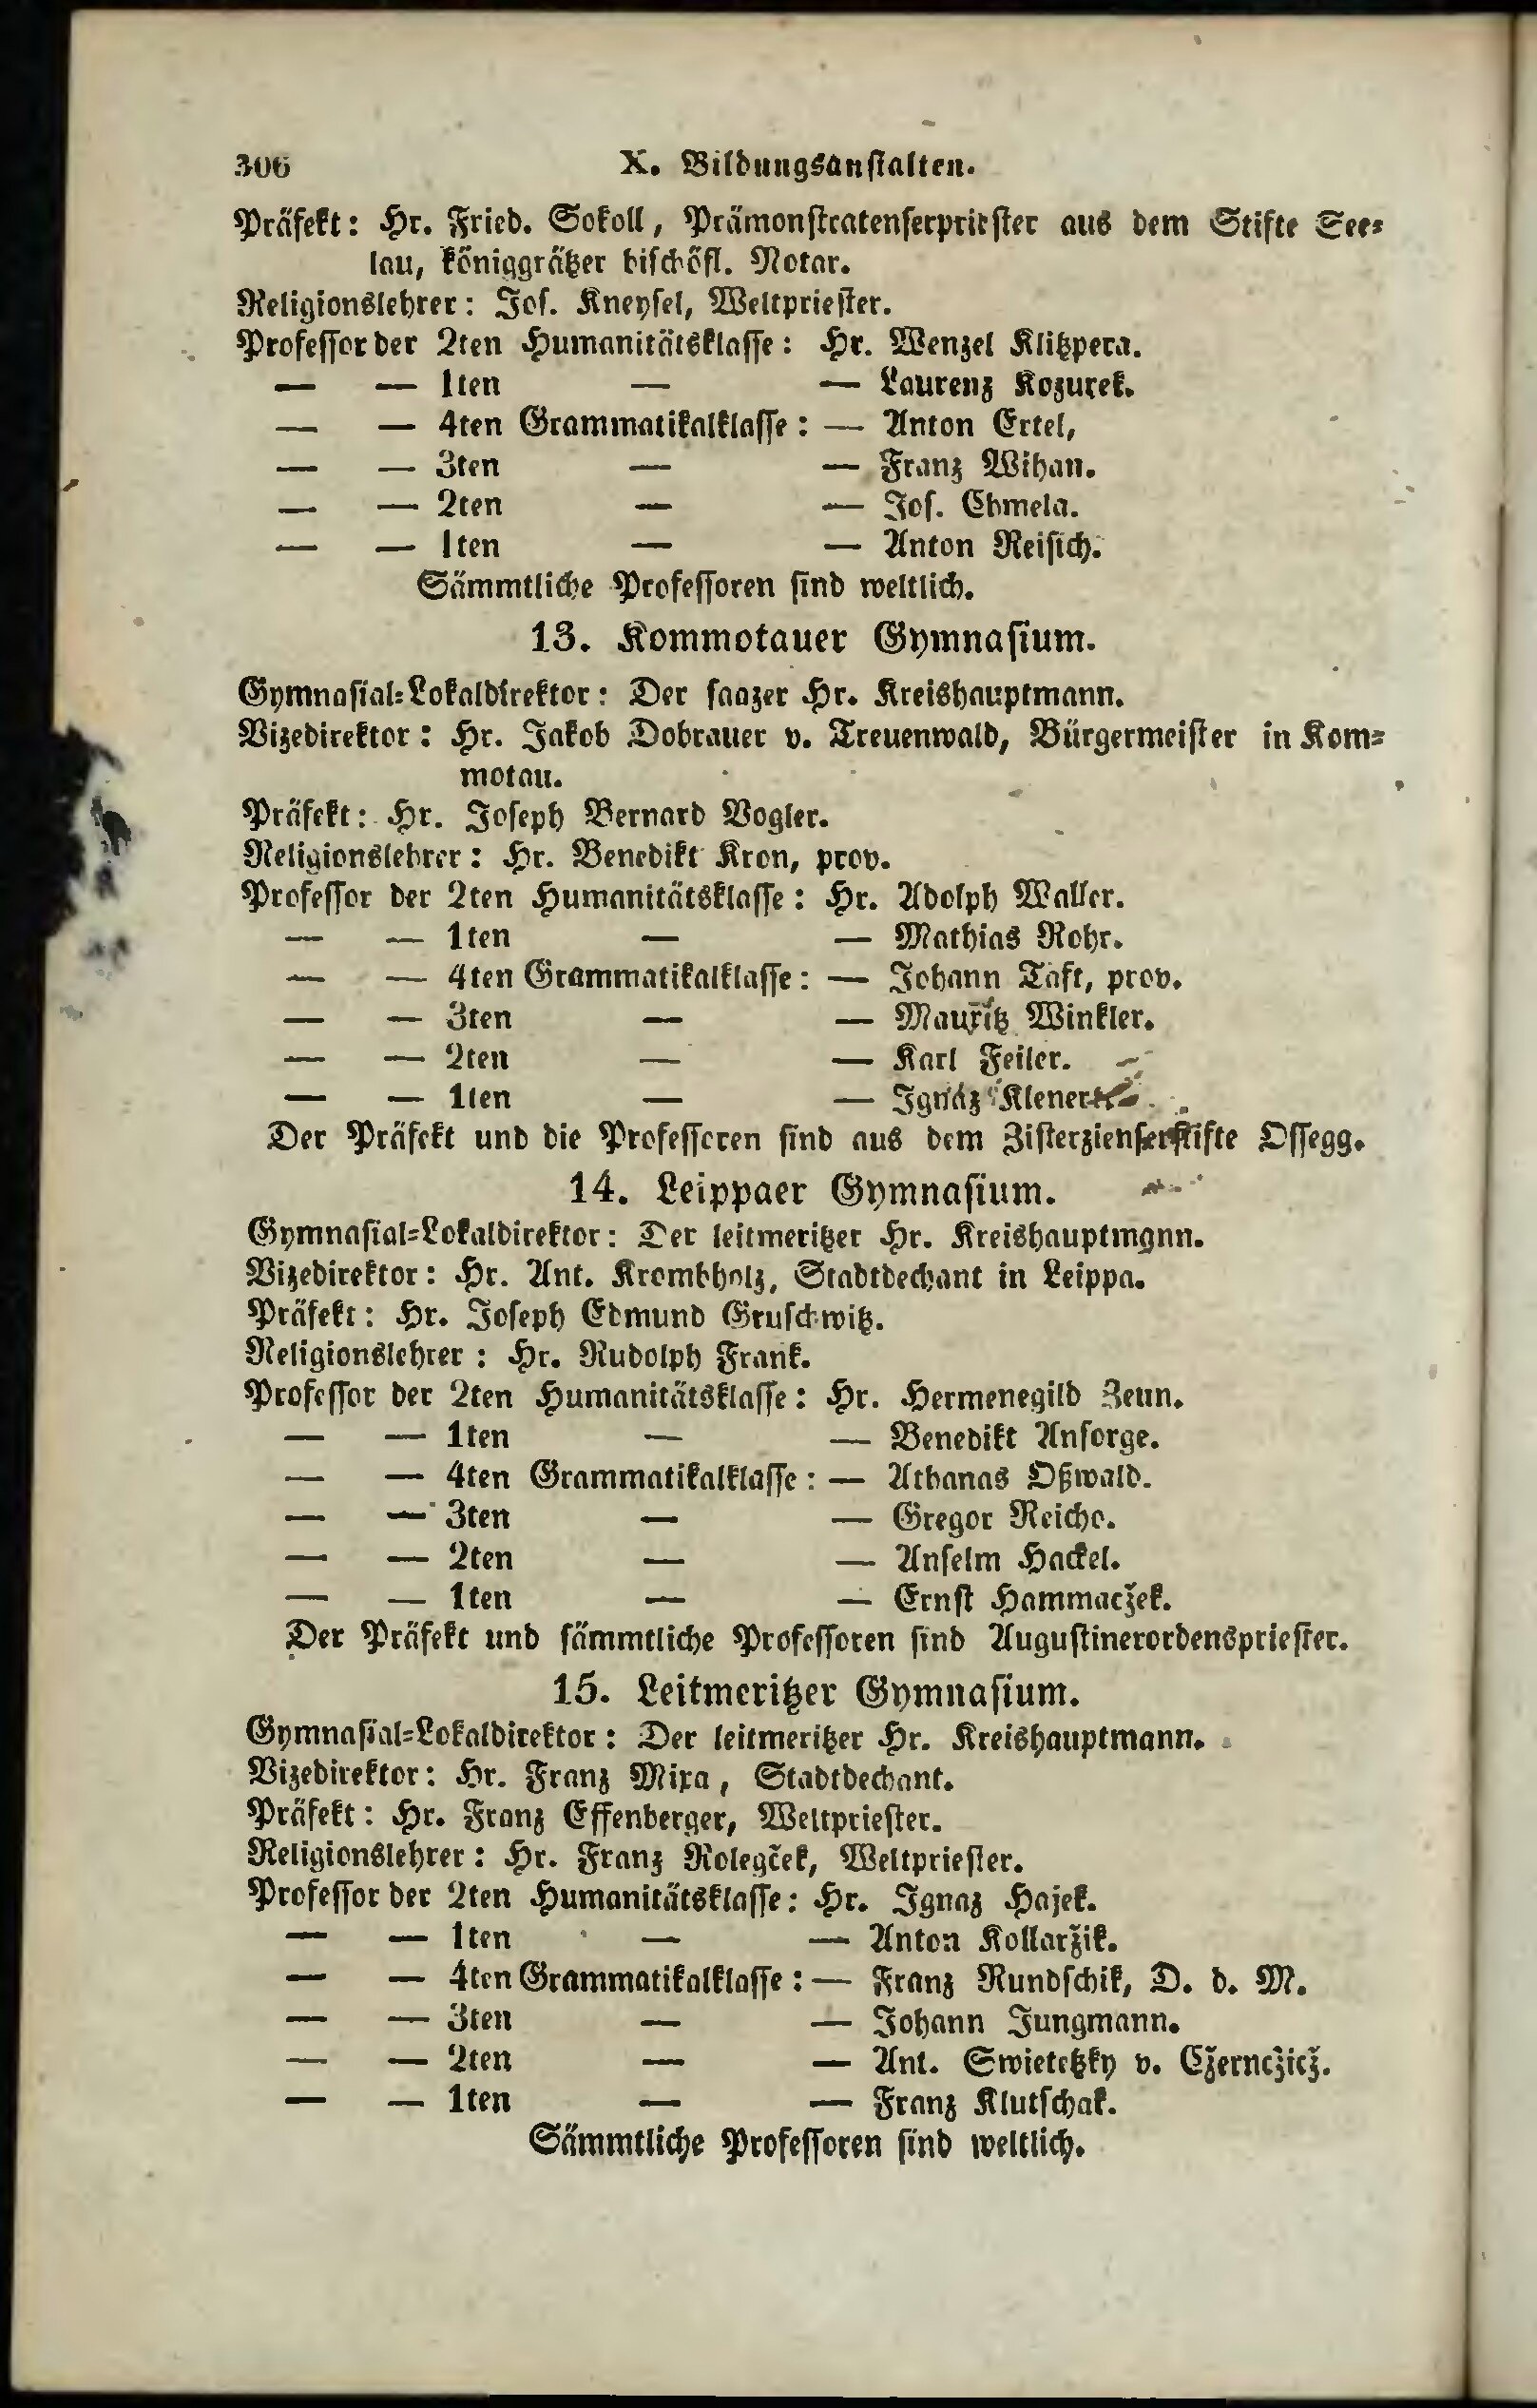 306 X. Bildungsanſtalten.
Präfekt: Hr. Fried. Sokoll, Prämonſtratenſerprieſter aus dem Stifte See⸗
lau, königgrätzer biſchöfl. Notar.
Religionslehrer: Joſ. Knepſel, Weltprieſter.
Profeſſor der 2ten Humanitätsklaſſe: Hr. Wenzel Klitzpera.
— — 1ten — — Laurenz Kozurek.
— — 4ten Grammatikalklaſſe: — Anton Ertel,
— — 3ten — — Franz Wihan.
— — 2ten — — Joſ. Chmela.
— — 1ten — — Anton Reiſich.
Sämmtliche Profeſſoren ſind weltlich.
13. Kommotauer Gymnaſium.
Gymnaſial⸗Lokaldirektor: Der ſaazer Hr. Kreishauptmann.
Vizedirektor: Hr. Jakob Dobrauer v. Treuenwald, Bürgermeiſter in Kom⸗
motau.
Präfekt: Hr. Joſeph Bernard Vogler.
Religionslehrer: Hr. Benedikt Kron, prov.
Profeſſor der 2ten Humanitätsklaſſe: Hr. Adolph Waller.
— — 1ten — — Mathias Rohr.
— — 4ten Grammatikalklaſſe: — Johann Taft, prov.
— — 3ten — — Mauritz Winkler.
— — 2ten — — Karl Feiler.
— — 1ten — — Ignaz Klenert.
Der Präfekt und die Profeſſoren ſind aus dem Ziſterzienſerſtifte Oſſegg.
14. Leippaer Gymnaſium.
Gymnaſial⸗Lokaldirektor: Der leitmeritzer Hr. Kreishauptmann.
Vizedirektor: Hr. Ant. Krombholz, Stadtdechant in Leippa.
Präfekt: Hr. Joſeph Edmund Gruſchwitz.
Religionslehrer: Hr. Rudolph Frank.
Profeſſor der 2ten Humanitätsklaſſe: Hr. Hermenegild Zeun.
— — 1ten — — Benedikt Anſorge.
— — 4ten Grammatikalklaſſe: — Athanas Oßwald.
— — 3ten — — Gregor Reiche.
— — 2ten — — Anſelm Hackel.
— — 1ten — — Ernſt Hammacžek.
Der Präfekt und ſämmtliche Profeſſoren ſind Auguſtinerordensprieſter.
15. Leitmeritzer Gymnaſium.
Gymnaſial⸗Lokaldirektor: Der leitmeritzer Hr. Kreishauptmann.
Vizedirektor: Hr. Franz Mixa, Stadtdechant.
Präfekt: Hr. Franz Effenberger, Weltprieſter.
Religionslehrer: Hr. Franz Rolegček, Weltprieſter.
Profeſſor der 2ten Humanitätsklaſſe: Hr. Ignaz Hajek.
— — 1ten — — Anton Kollaržik.
— — 4ten Grammatikalklaſſe: — Franz Rundſchik, D. d. M.
— — 3ten — — Johann Jungmann.
— — 2ten — — Ant. Swietetzky v. Cžerncžicž.
— — 1ten — — Franz Klutſchak.
Sämmtliche Profeſſoren ſind weltlich.